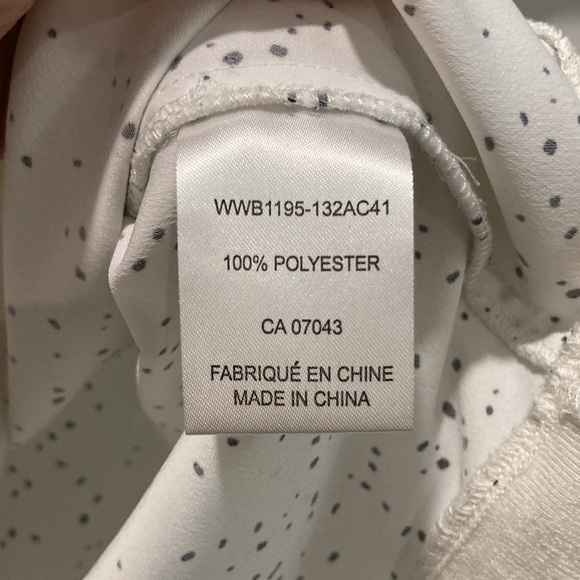 WWB1195-132AC41
100% POLYESTER
CA 07043
FABRIQUÉ EN CHINE
MADE IN CHINA